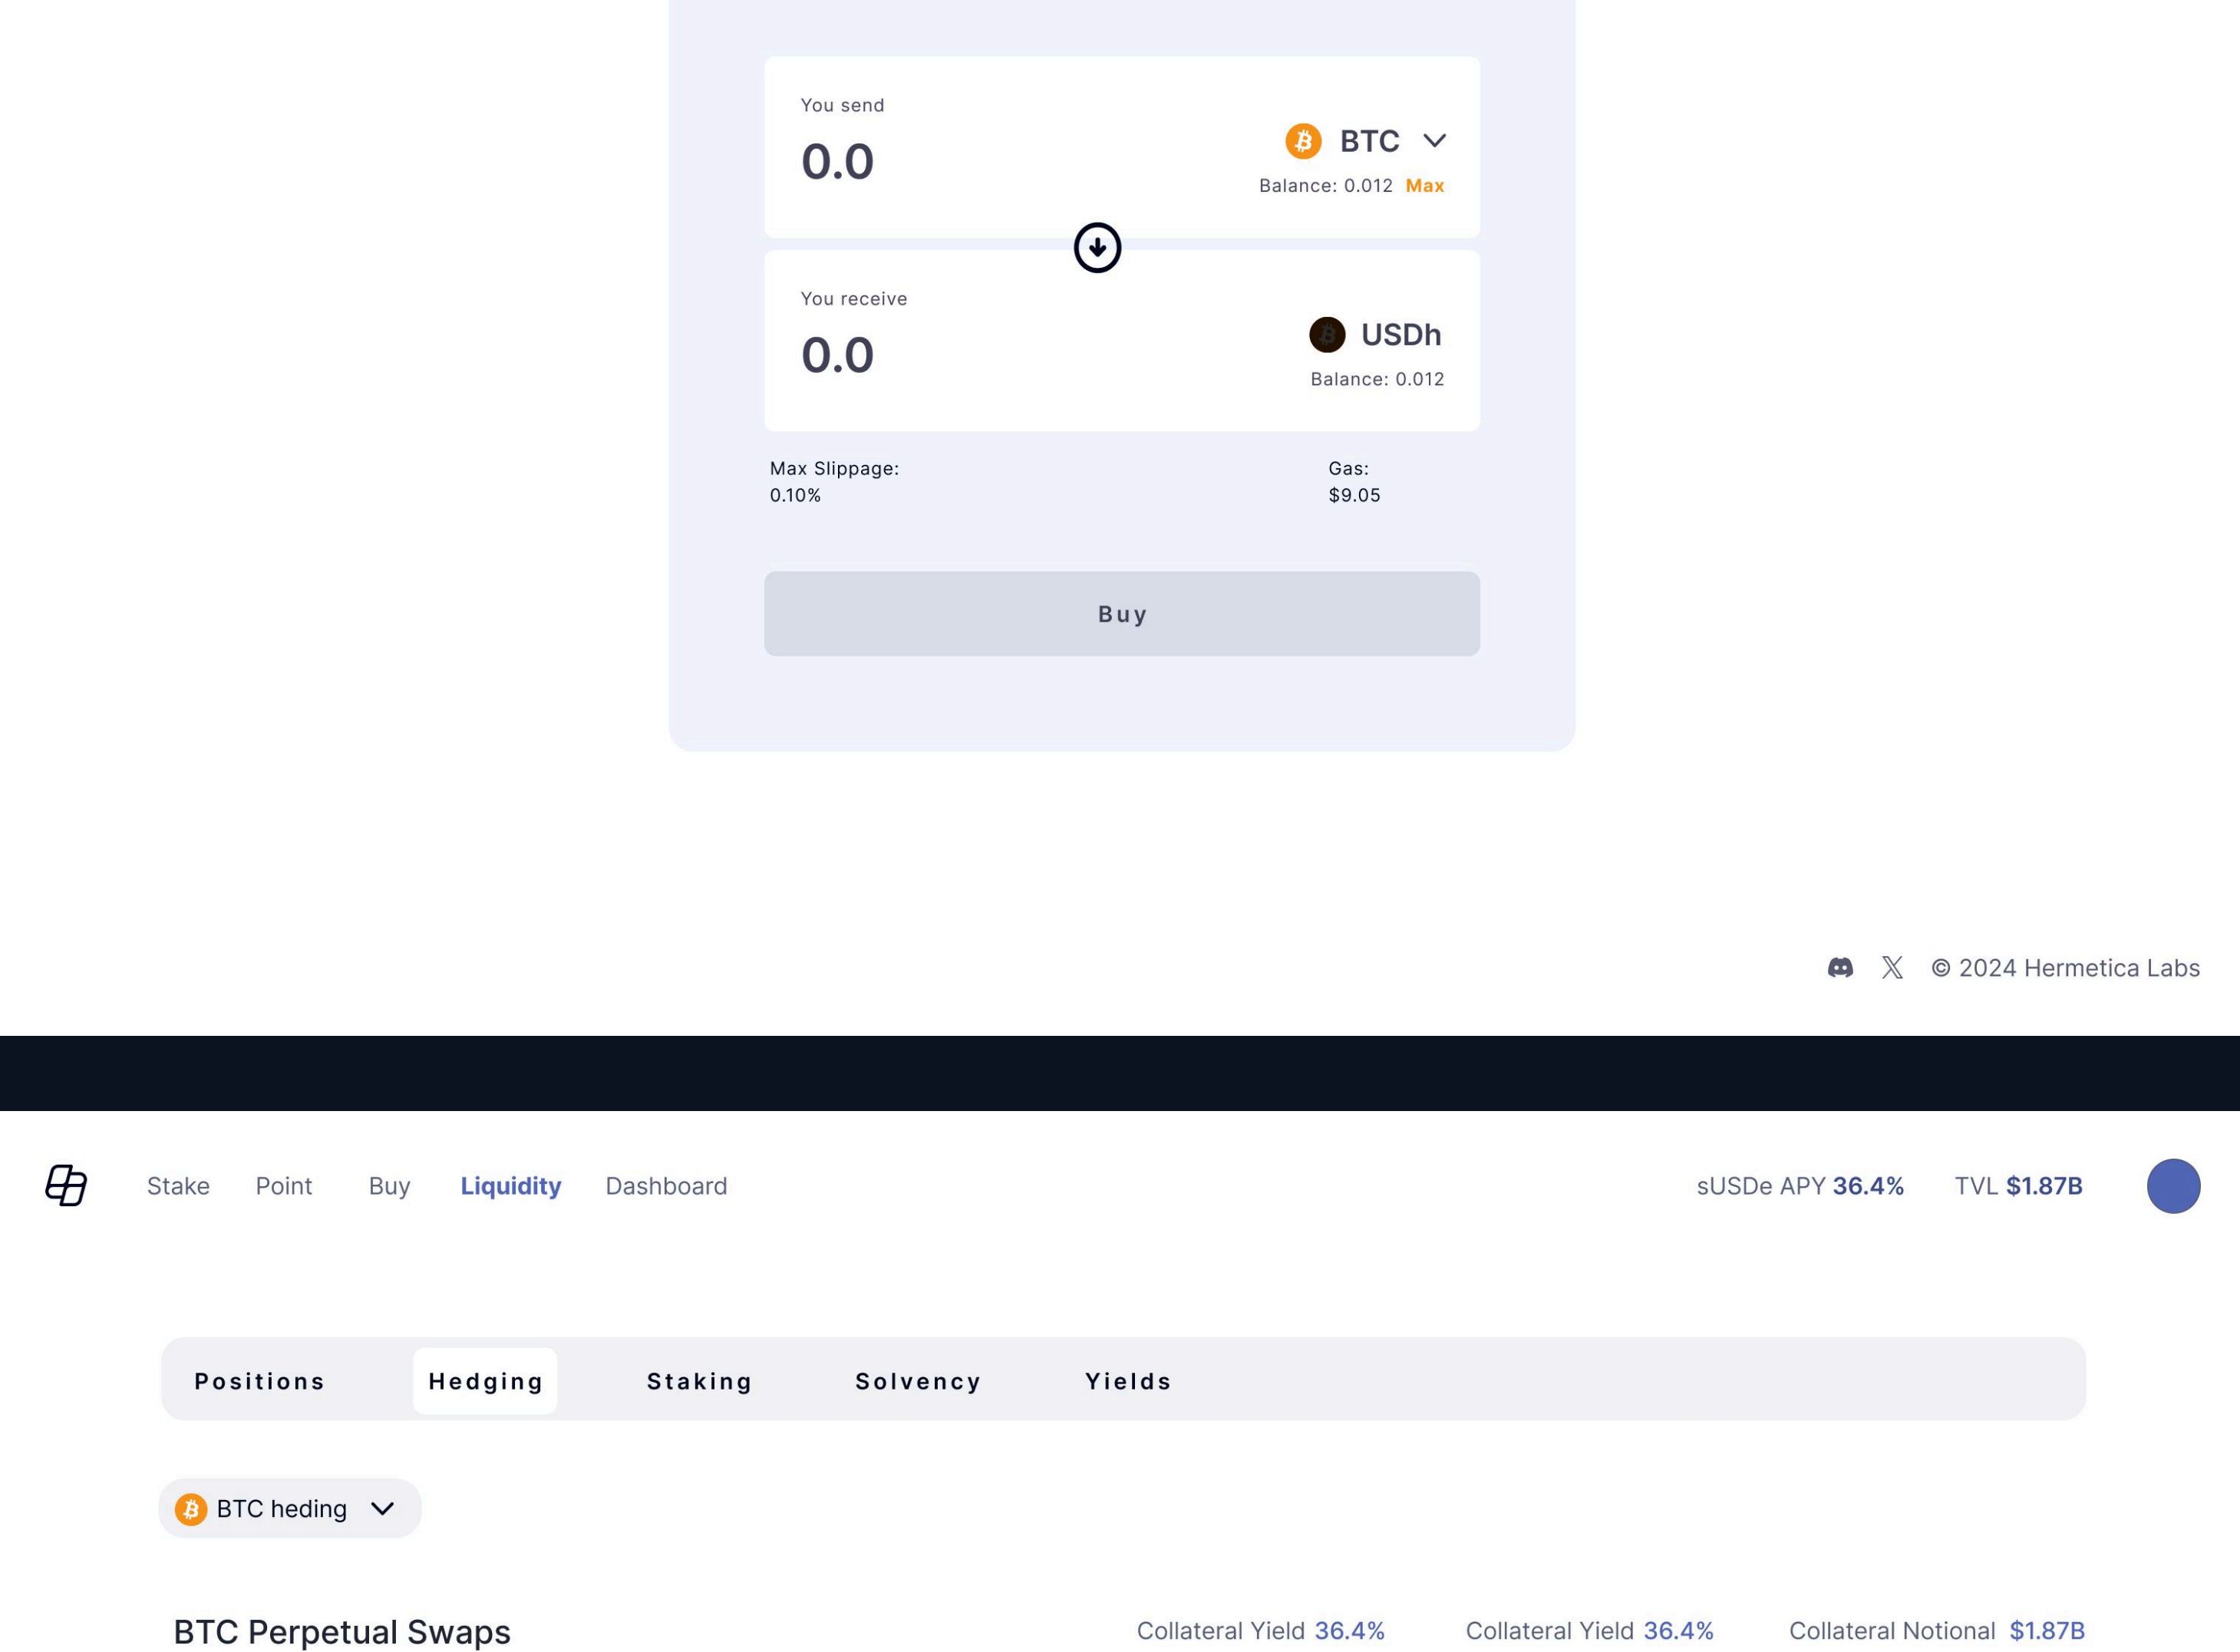 You send
0.0
BTC
Balance: 0.012 Max
You receive
0.0
USDh
Balance: 0.012
Max Slippage:
0.10%
Gas:
$9.05
Buy
© 2024 Hermetica Labs
Stake Point Buy Liquidity Dashboard sUSDe APY 36.4% TVL $1.87B
Positions Hedging Staking Solvency Yields
BTC heding
BTC Perpetual Swaps Collateral Yield 36.4% Collateral Yield 36.4% Collateral Notional $1.87B